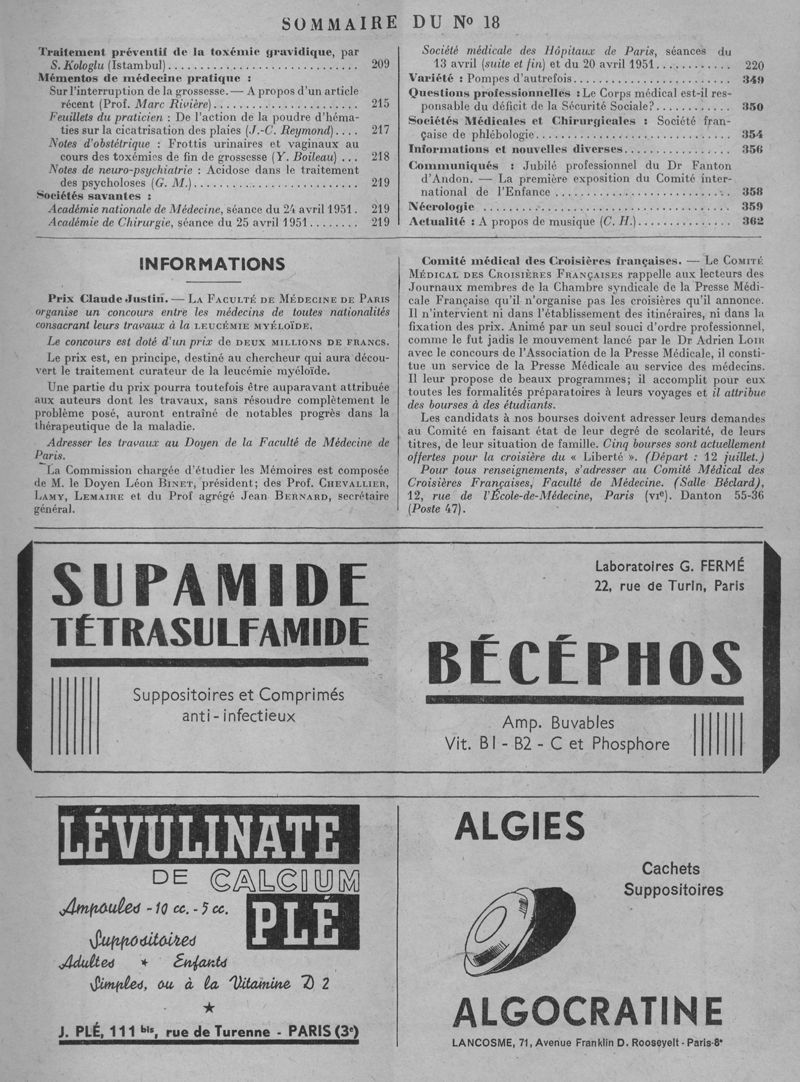 SOMMAIRE DU Nº 18
Traitement préventif de la toxémie gravidique, par
S. Kologlu (Istambul) ............................ 209
Mémentos de médecine pratique :
Sur l'interruption de la grossesse. — A propos d'un article
récent (Prof. Marc Rivière) ..................... 215
Feuillets du praticien : De l'action de la poudre d'héma-
ties sur la cicatrisation des plaies (J.-C. Reymond) .... 217
Notes d'obstétrique : Frottis urinaires et vaginaux au
cours des toxémies de fin de grossesse (Y. Boileau) ... 218
Notes de neuro-psychiatrie : Acidose dans le traitement
des psycholoses (G. M.) ........................ 219
Sociétés savantes :
Académie nationale de Médecine, séance du 24 avril 1951. 219
Académie de Chirurgie, séance du 25 avril 1951 ........ 219
Société médicale des Hôpitaux de Paris, séances du
13 avril (suite et fin) et du 20 avril 1951 ............ 220
Variété : Pompes d'autrefois ........................ 349
Questions professionnelles : Le Corps médical est-il res-
ponsable du déficit de la Sécurité Sociale? ............ 350
Sociétés Médicales et Chirurgicales : Société fran-
çaise de phlébologie .............................. 354
Informations et nouvelles diverses ................ 356
Communiqués : Jubilé professionnel du Dr Fanton
d'Andon. — La première exposition du Comité inter-
national de l'Enfance ............................ 358
Nécrologie ...................................... 359
Actualité : A propos de musique (C. H.) .............. 362
INFORMATIONS
Prix Claude Justin. — LA FACULTÉ DE MÉDECINE DE PARIS
organise un concours entre les médecins de toutes nationalités
consacrant leurs travaux à la LEUCÉMIE MYÉLOÏDE.
Le concours est doté d'un prix de DEUX MILLIONS DE FRANCS.
Le prix est, en principe, destiné au chercheur qui aura décou-
vert le traitement curateur de la leucémie myéloïde.
Une partie du prix pourra toutefois être auparavant attribuée
aux auteurs dont les travaux, sans résoudre complètement le
problème posé, auront entraîné de notables progrès dans la
thérapeutique de la maladie.
Adresser les travaux au Doyen de la Faculté de Médecine de
Paris.
La Commission chargée d'étudier les Mémoires est composée
de M. le Doyen Léon BINET, président; des Prof. CHEVALLIER,
LAMY, LEMAIRE et du Prof agrégé Jean BERNARD, secrétaire
général.
Comité médical des Croisières françaises. — Le COMITÉ
MÉDICAL DES CROISIÈRES FRANÇAISES rappelle aux lecteurs des
Journaux membres de la Chambre syndicale de la Presse Médi-
cale Française qu'il n'organise pas les croisières qu'il annonce.
Il n'intervient ni dans l'établissement des itinéraires, ni dans la
fixation des prix. Animé par un seul souci d'ordre professionnel,
comme le fut jadis le mouvement lancé par le Dr Adrien LOIR
avec le concours de l'Association de la Presse Médicale, il consti-
tue un service de la Presse Médicale au service des médecins.
Il leur propose de beaux programmes; il accomplit pour eux
toutes les formalités préparatoires à leurs voyages et il attribue
des bourses à des étudiants.
Les candidats à nos bourses doivent adresser leurs demandes
au Comité en faisant état de leur degré de scolarité, de leurs
titres, de leur situation de famille. Cinq bourses sont actuellement
offertes pour la croisière du « Liberté ». (Départ : 12 juillet.)
Pour tous renseignements, s'adresser au Comité Médical des
Croisières Françaises, Faculté de Médecine. (Salle Béclard),
12, rue de l'École-de-Médecine, Paris (VIe). Danton 55-36
(Poste 47).
SUPAMIDE
TÉTRASULFAMIDE
Suppositoires et Comprimés
anti-infectieux
Laboratoires G. FERMÉ
22, rue de Turin, Paris
BÉCÉPHOS
Amp. Buvables
Vit. B1 - B2 - C et Phosphore
LÉVULINATE
DE CALCIUM
PLÉ
Ampoules - 10 cc. - 5 cc.
Suppositoires
Adultes ★ Enfants
Simples, ou à la Vitamine D 2
★
J. PLÉ, 111 bis, rue de Turenne - PARIS (3e)
ALGIES
Cachets
Suppositoires
ALGOCRATINE
LANCOSME, 71, Avenue Franklin D. Roosevelt - Paris-8e